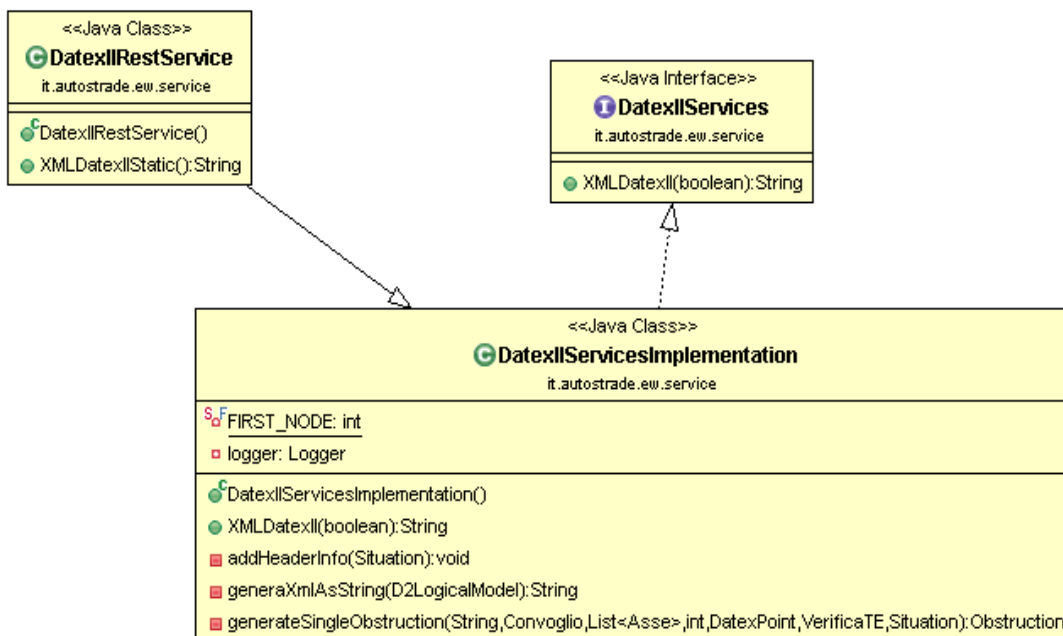 <<Java Class>>
DatexIIRestService
it.autostrade.ew.service
DatexIIRestService()
XMLDatexIIStatic():String
<<Java Interface>>
DatexIIServices
it.autostrade.ew.service
XMLDatexII(boolean):String
<<Java Class>>
DatexIIServicesImplementation
it.autostrade.ew.service
FIRST_NODE: int
logger: Logger
DatexIIServicesImplementation()
XMLDatexII(boolean):String
addHeaderInfo(Situation):void
generaXmlAsString(D2LogicalModel):String
generateSingleObstruction(String,Convoglio,List<Asse>,int,DatexPoint,VerificaTE,Situation):Obstruction